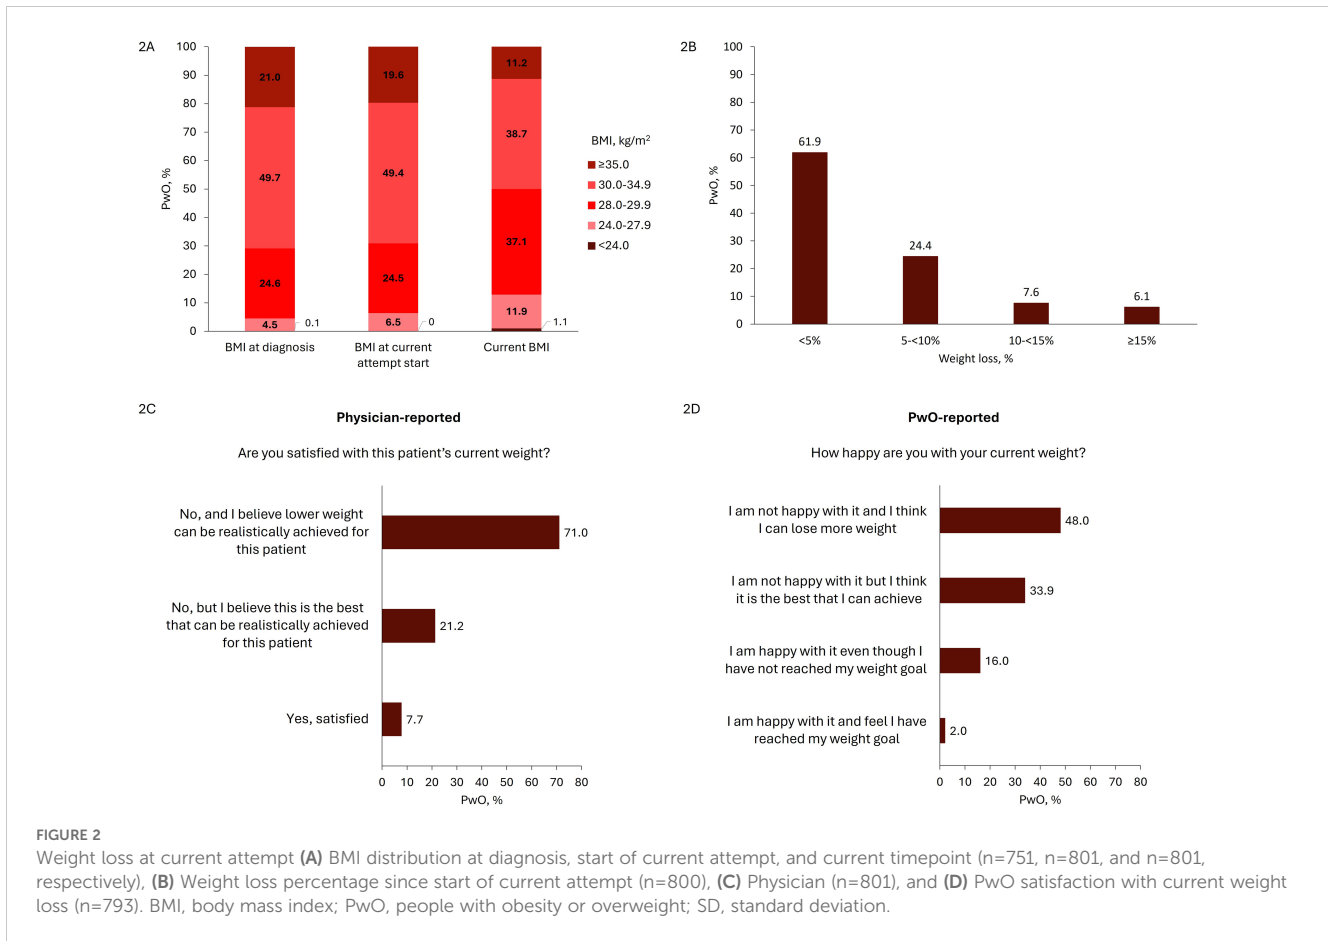 2A
100
90
80
70
60
50
40
30
20
10
0
PwO, %
21.0
49.7
24.6
4.5
0.1
19.6
49.4
24.5
6.5
0
11.2
38.7
37.1
11.9
1.1
BMI at diagnosis
BMI at current
attempt start
Current BMI
BMI, kg/m²
≥35.0
30.0-34.9
28.0-29.9
24.0-27.9
<24.0
2B
100
90
80
70
60
50
40
30
20
10
0
PwO, %
61.9
24.4
7.6
6.1
<5%
5-<10%
10-<15%
≥15%
Weight loss, %
2C
Physician-reported
Are you satisfied with this patient's current weight?
No, and I believe lower weight
can be realistically achieved for
this patient
71.0
No, but I believe this is the best
that can be realistically achieved
for this patient
21.2
Yes, satisfied
7.7
0 10 20 30 40 50 60 70 80
PwO, %
2D
PwO-reported
How happy are you with your current weight?
I am not happy with it and I think
I can lose more weight
48.0
I am not happy with it but I think
it is the best that I can achieve
33.9
I am happy with it even though I
have not reached my weight goal
16.0
I am happy with it and feel I have
reached my weight goal
2.0
0 10 20 30 40 50 60 70 80
PwO, %
FIGURE 2
Weight loss at current attempt (A) BMI distribution at diagnosis, start of current attempt, and current timepoint (n=751, n=801, and n=801,
respectively), (B) Weight loss percentage since start of current attempt (n=800), (C) Physician (n=801), and (D) PwO satisfaction with current weight
loss (n=793). BMI, body mass index; PwO, people with obesity or overweight; SD, standard deviation.